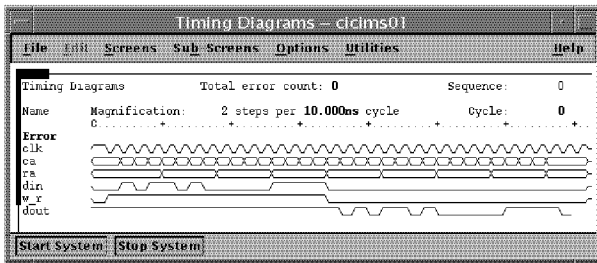 Timing Diagrams – cicims01
File Edit Screens Sub Screens Options Utilities Help
Timing Diagrams Total error count: 0 Sequence: 0
Name Magnification: 2 steps per 10.000ns cycle Cycle: 0
C.........+.........+.........+.........+.........+.........+.........+..
Error
clk
ca
ra
din
w_r
dout
Start System Stop System